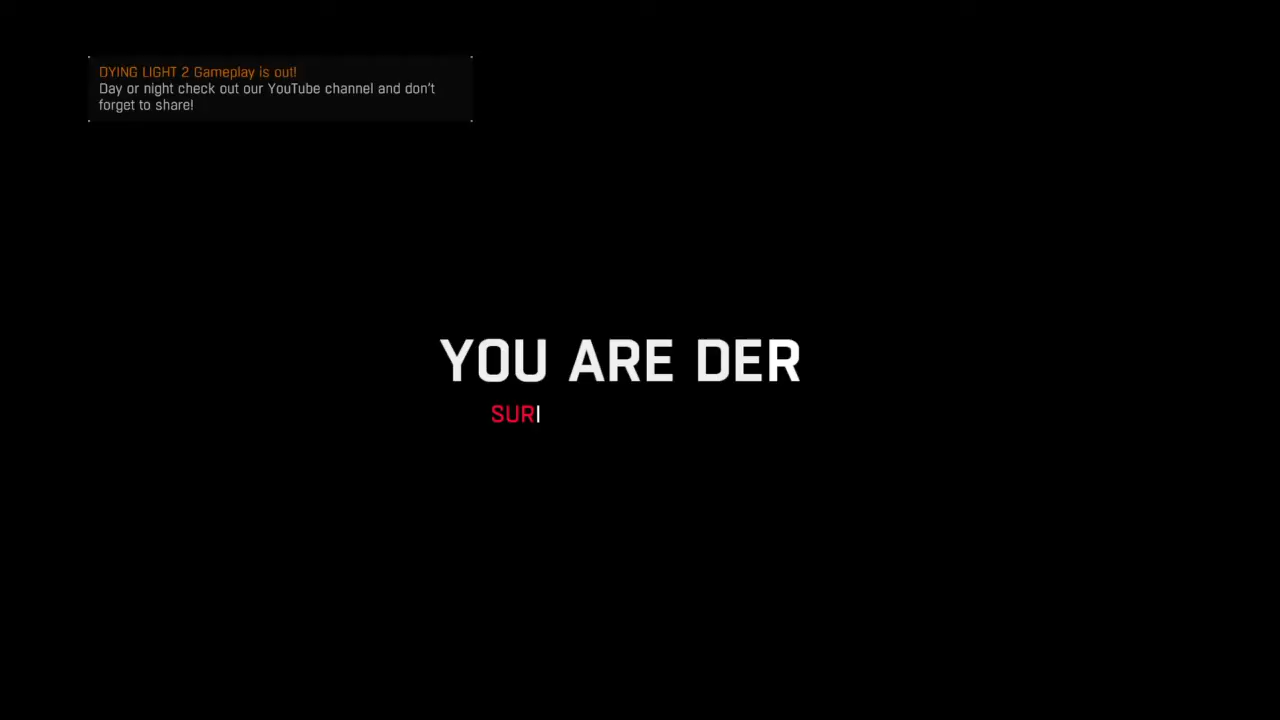 DYING LIGHT 2 Gameplay is out!
Day or night check out our YouTube channel and don't
forget to share!
YOU ARE DER
SUR